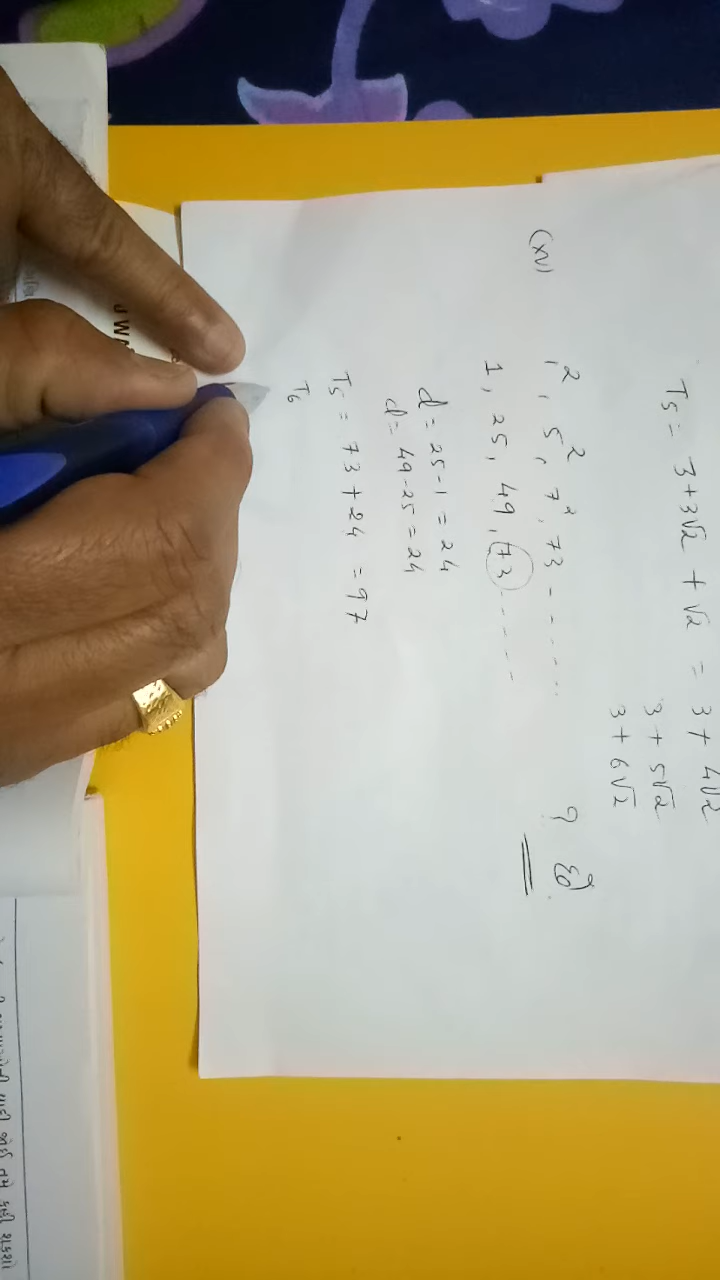 T₅ = 3+3√2 + √2 = 3+ 4√2
3+ 5√2
3+ 6√2
(xv) 1², 5², 7², 73 - - - - - - ? છે
1, 25, 49, 73 - - - - -
d = 25-1 = 24
d = 49-25 = 24
T₅ = 73+24 = 97
T₆